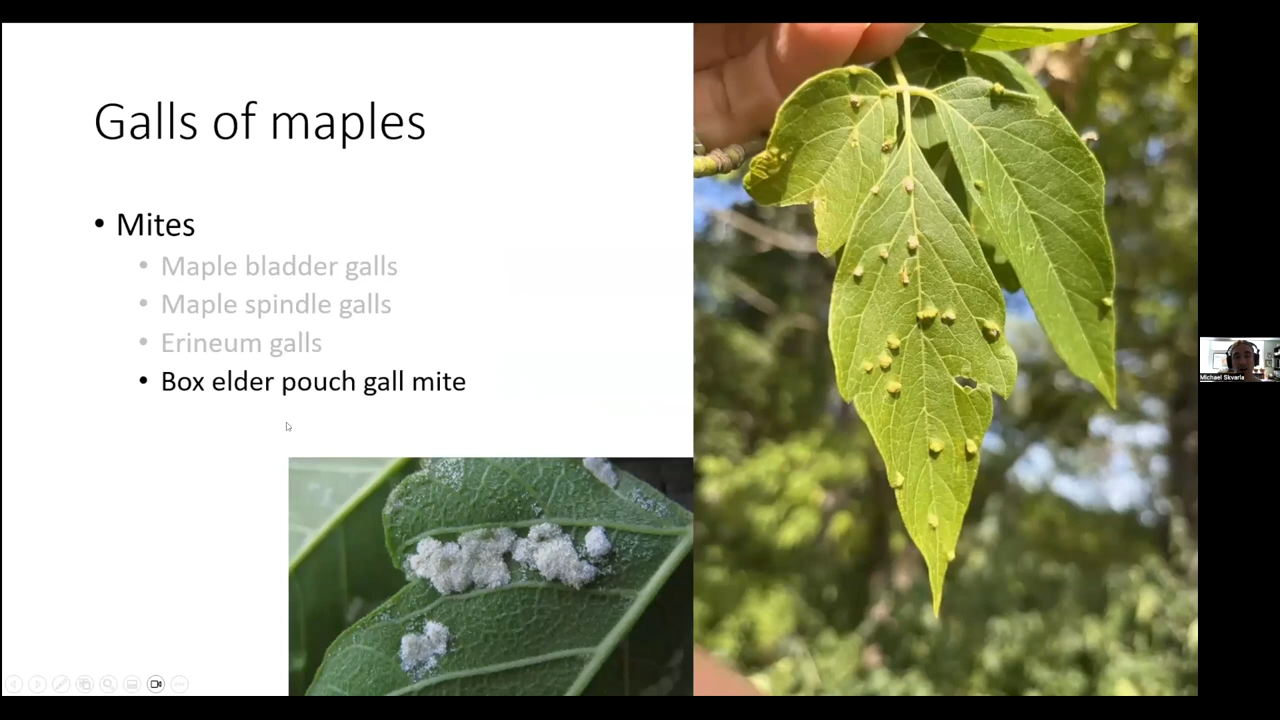 Galls of maples
• Mites
• Maple bladder galls
• Maple spindle galls
• Erineum galls
• Box elder pouch gall mite
Michael Skvarla